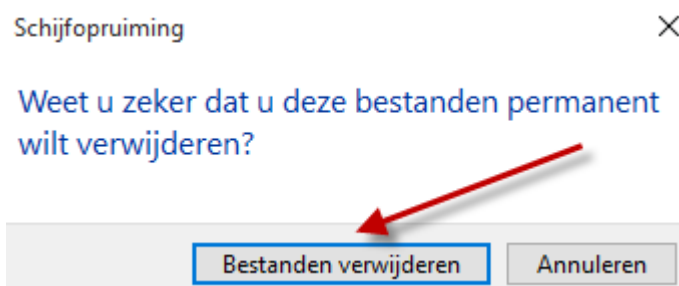 Schijfopruiming
Weet u zeker dat u deze bestanden permanent
wilt verwijderen?
Bestanden verwijderen Annuleren